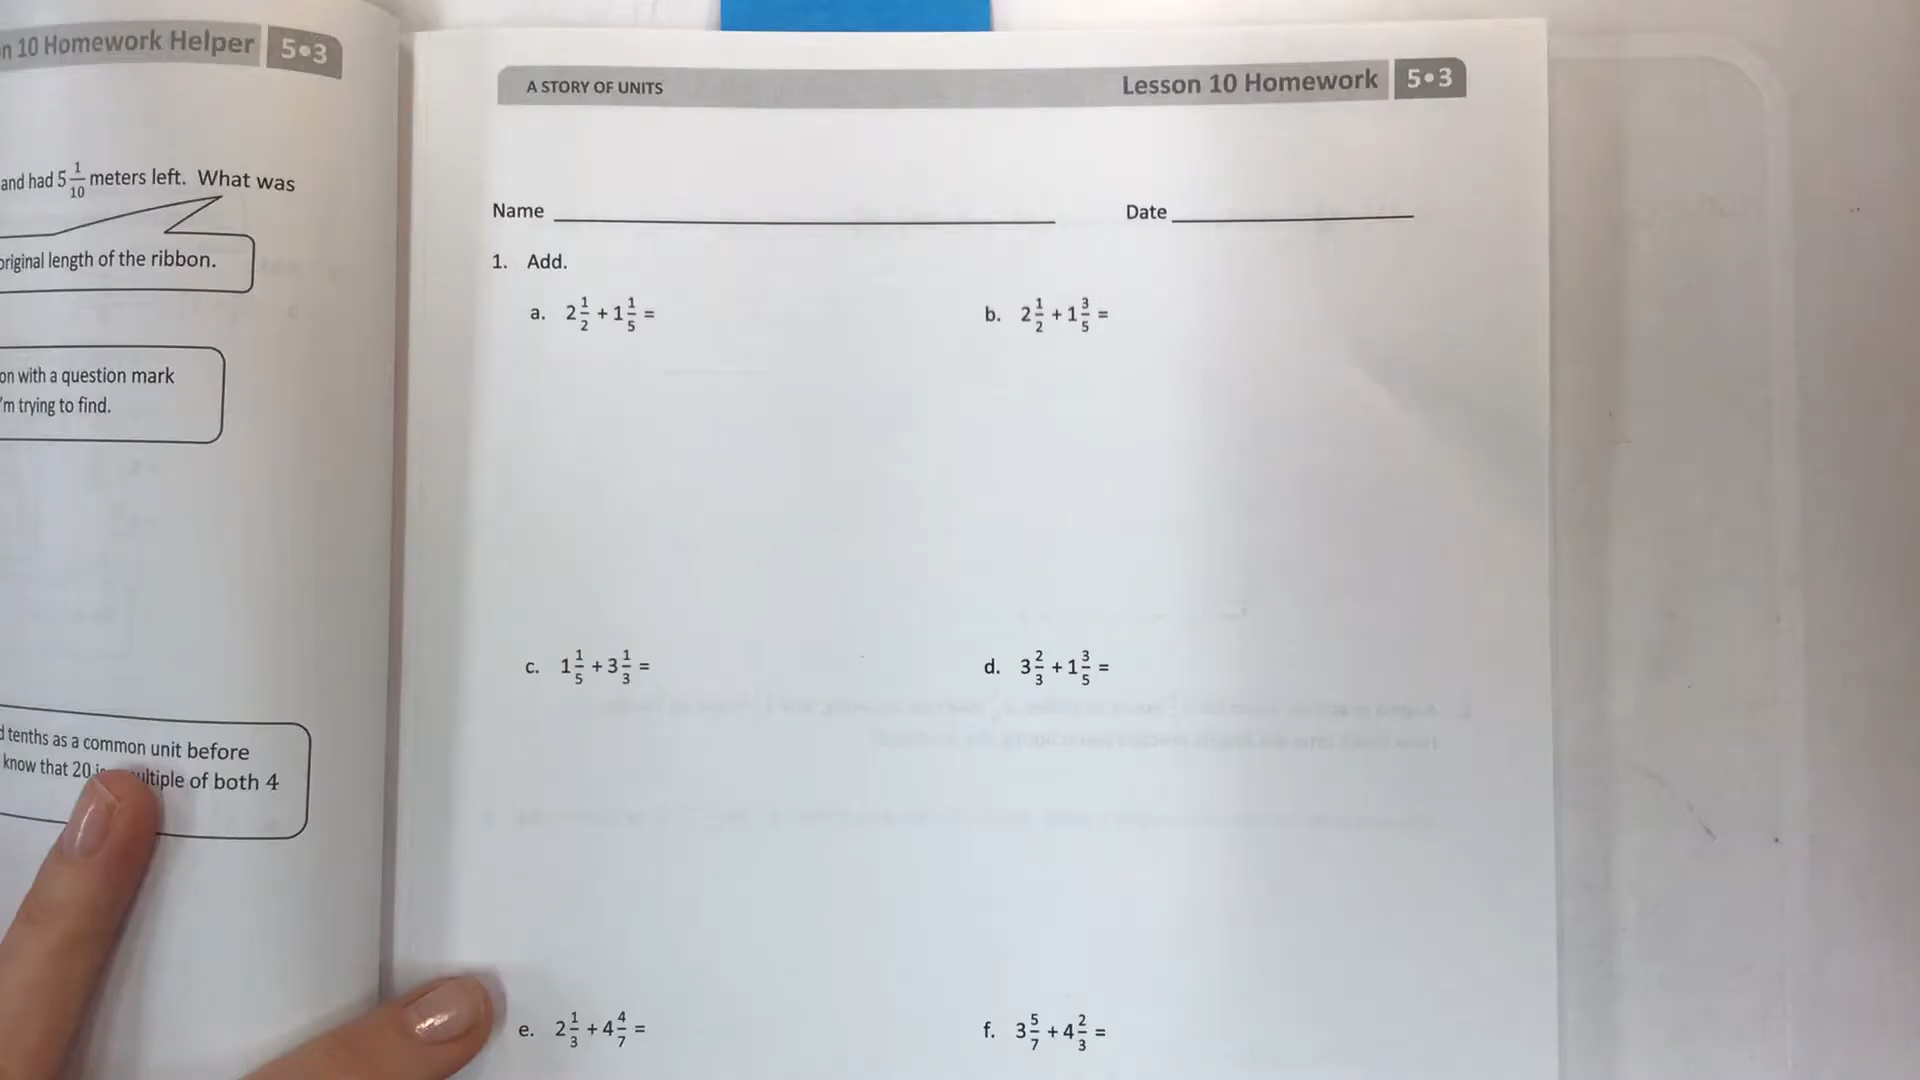 n 10 Homework Helper 5•3
and had 5 1/10 meters left. What was
original length of the ribbon.
on with a question mark
'm trying to find.
tenths as a common unit before
know that 20 multiple of both 4
A STORY OF UNITS Lesson 10 Homework 5•3
Name Date
1. Add.
a. 2 1/2 + 1 1/5 = b. 2 1/2 + 1 3/5 =
c. 1 1/5 + 3 1/3 = d. 3 2/3 + 1 3/5 =
e. 2 1/3 + 4 4/7 = f. 3 5/7 + 4 2/3 =